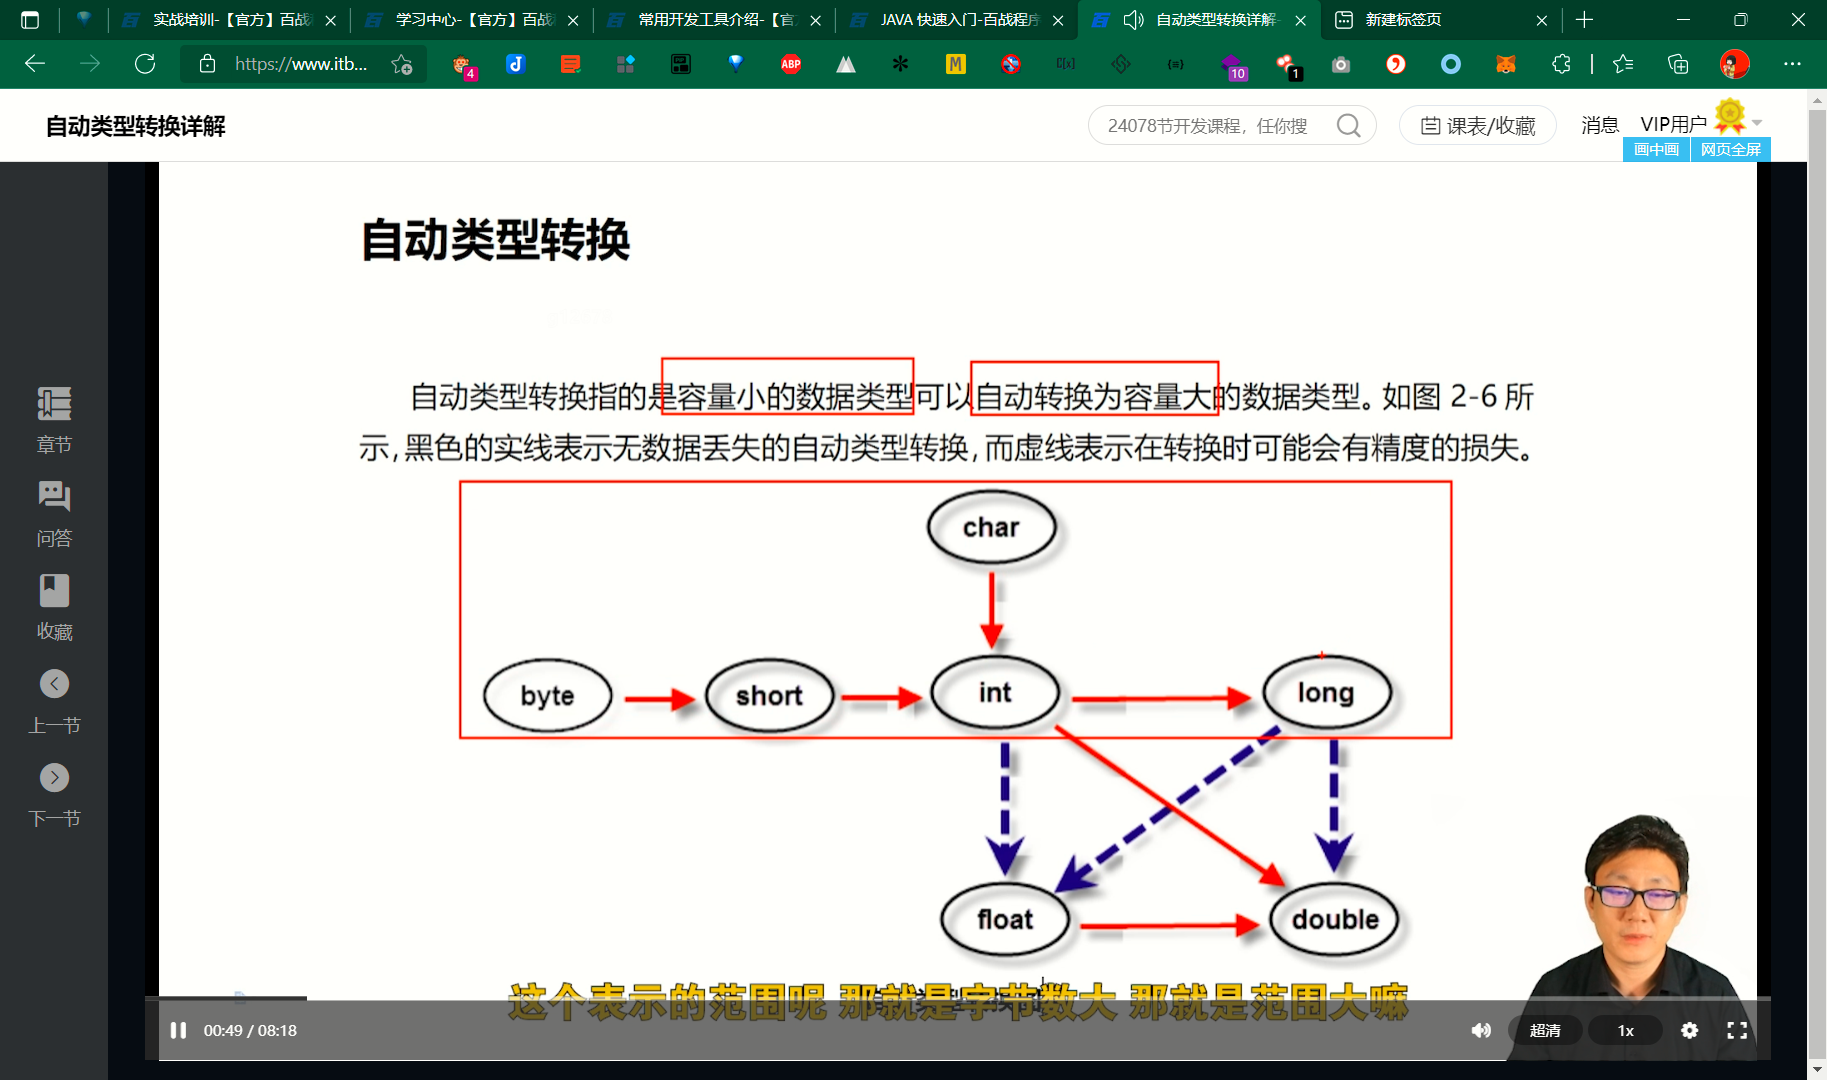 实战培训-【官方】百战
学习中心-【官方】百战
常用开发工具介绍-【官
JAVA 快速入门-百战程序
自动类型转换详解-
新建标签页
https://www.itb...
4
ABP
M
C[x]
10
1
自动类型转换详解
24078节开发课程，任你搜
课表/收藏
消息
VIP用户
画中画
网页全屏
章节
问答
收藏
上一节
下一节
自动类型转换
自动类型转换指的是容量小的数据类型可以自动转换为容量大的数据类型。如图 2-6 所
示，黑色的实线表示无数据丢失的自动类型转换，而虚线表示在转换时可能会有精度的损失。
char
byte
short
int
long
float
double
这个表示的范围呢 那就是字节数大 那就是范围大嘛
00:49 / 08:18
超清
1x